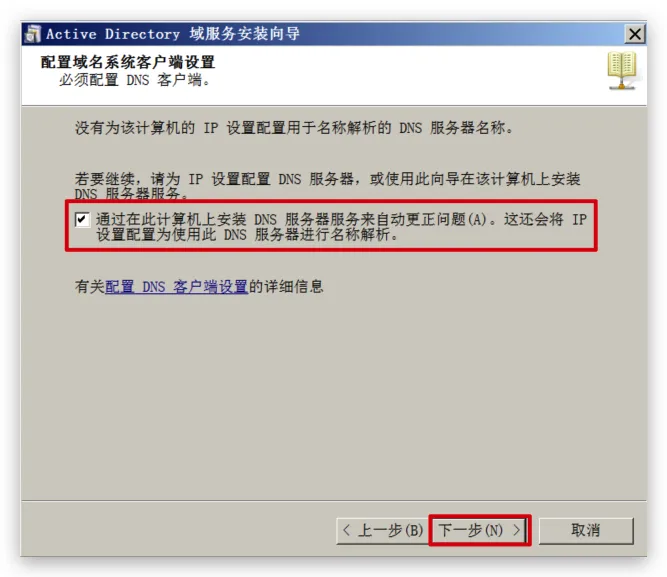 Active Directory 域服务安装向导
配置域名系统客户端设置
必须配置 DNS 客户端。
没有为该计算机的 IP 设置配置用于名称解析的 DNS 服务器名称。
若要继续，请为 IP 设置配置 DNS 服务器，或使用此向导在该计算机上安装
DNS 服务器服务。
通过在此计算机上安装 DNS 服务器服务来自动更正问题(A)。这还会将 IP
设置配置为使用此 DNS 服务器进行名称解析。
有关配置 DNS 客户端设置的详细信息
< 上一步(B) 下一步(N) > 取消